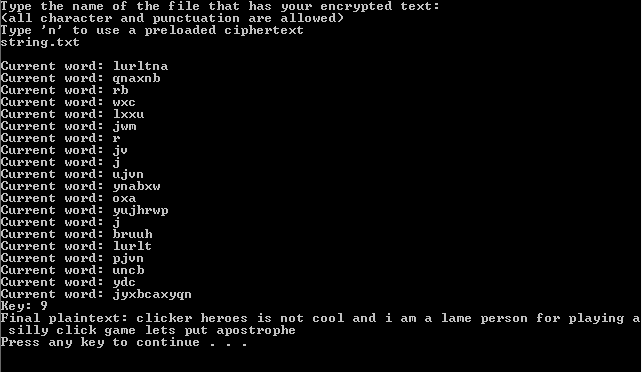 Type the name of the file that has your encrypted text:
(all character and punctuation are allowed)
Type 'n' to use a preloaded ciphertext
string.txt
Current word: lurltna
Current word: qnaxnb
Current word: rb
Current word: wxc
Current word: lxxu
Current word: jwm
Current word: r
Current word: jv
Current word: j
Current word: ujvn
Current word: ynabxw
Current word: oxa
Current word: yujhrwp
Current word: j
Current word: bruuh
Current word: lurlt
Current word: pjvn
Current word: uncb
Current word: ydc
Current word: jyxbcaxyqn
Key: 9
Final plaintext: clicker heroes is not cool and i am a lame person for playing a
silly click game lets put apostrophe
Press any key to continue . . .